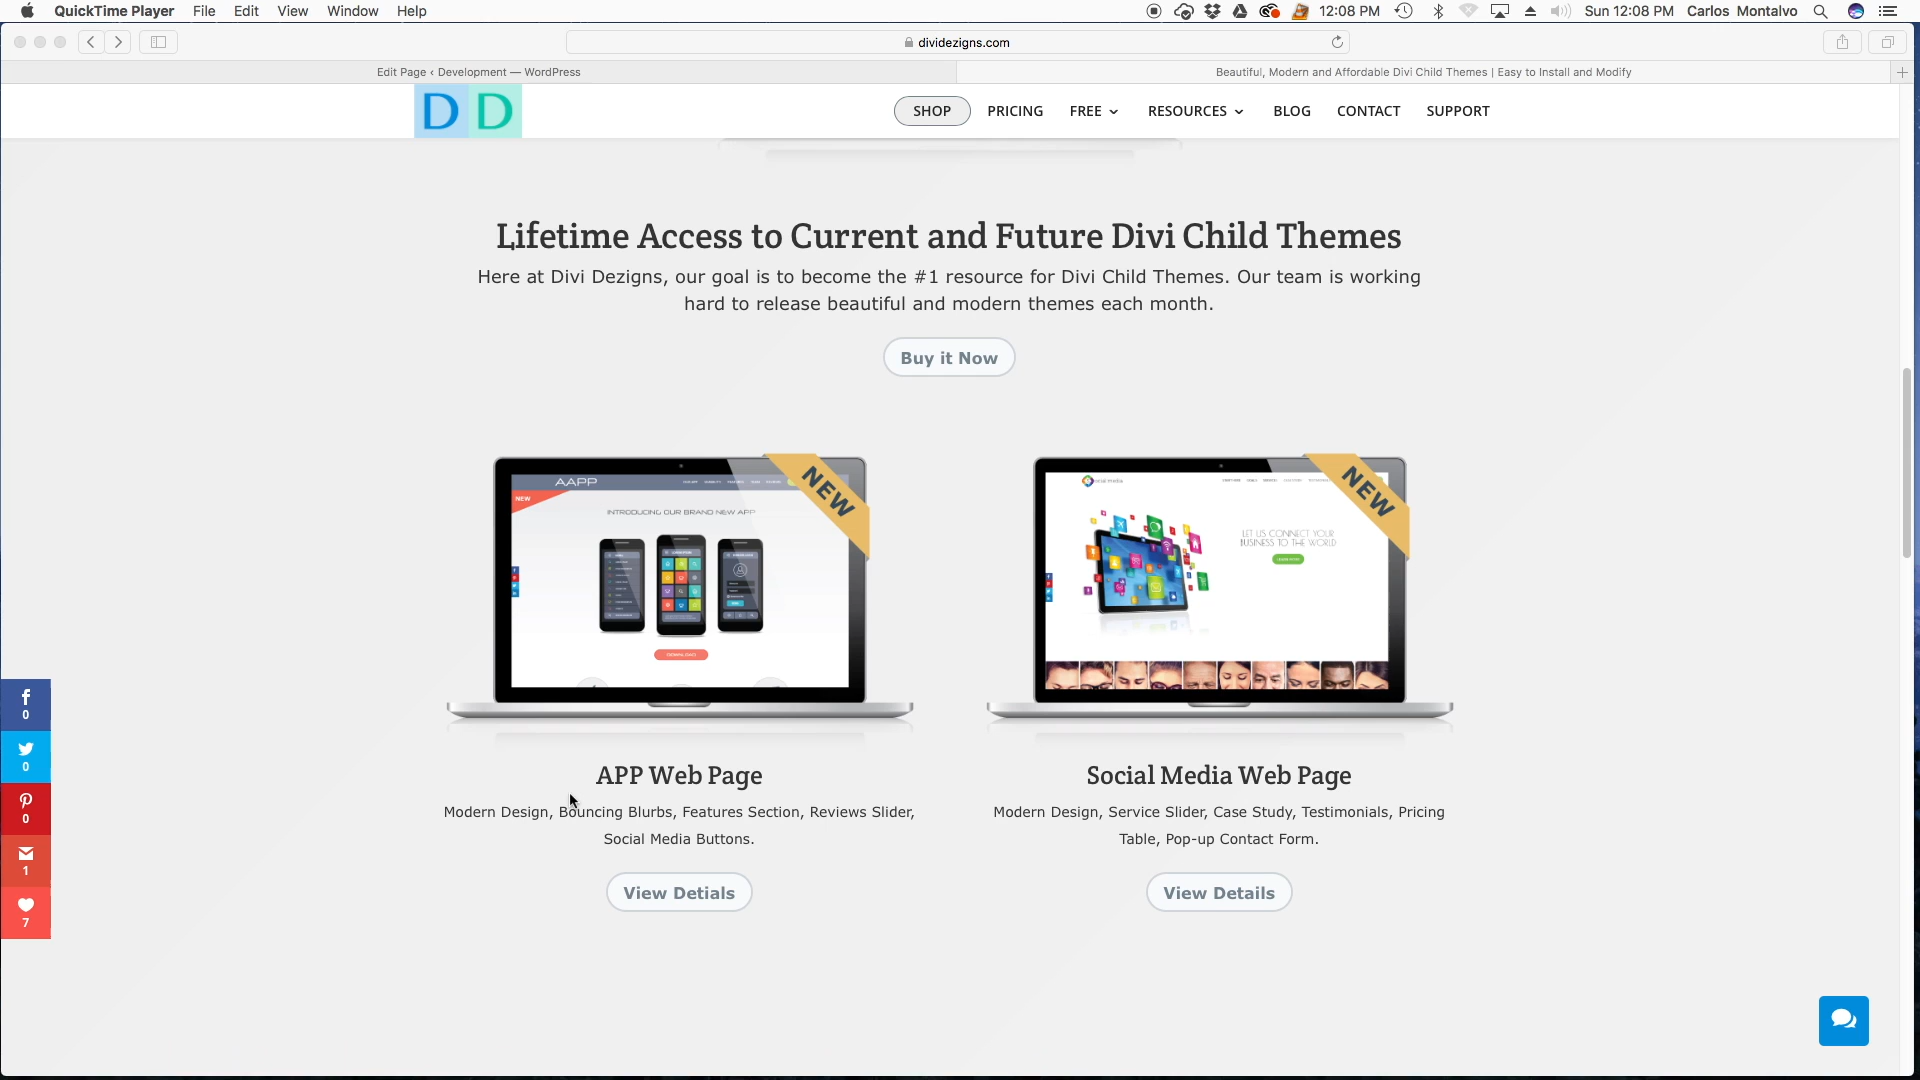 QuickTime Player File Edit View Window Help 12:08 PM Sun 12:08 PM Carlos Montalvo
dividezigns.com
Edit Page ‹ Development — WordPress
Beautiful, Modern and Affordable Divi Child Themes | Easy to Install and Modify
DD
SHOP PRICING FREE RESOURCES BLOG CONTACT SUPPORT
Lifetime Access to Current and Future Divi Child Themes
Here at Divi Dezigns, our goal is to become the #1 resource for Divi Child Themes. Our team is working
hard to release beautiful and modern themes each month.
Buy it Now
AAPP
NEW
NEW
INTRODUCING OUR BRAND NEW APP
NEW
LET US CONNECT YOUR
BUSINESS TO THE WORLD
APP Web Page
Modern Design, Bouncing Blurbs, Features Section, Reviews Slider,
Social Media Buttons.
View Detials
Social Media Web Page
Modern Design, Service Slider, Case Study, Testimonials, Pricing
Table, Pop-up Contact Form.
View Details
0
0
0
1
7